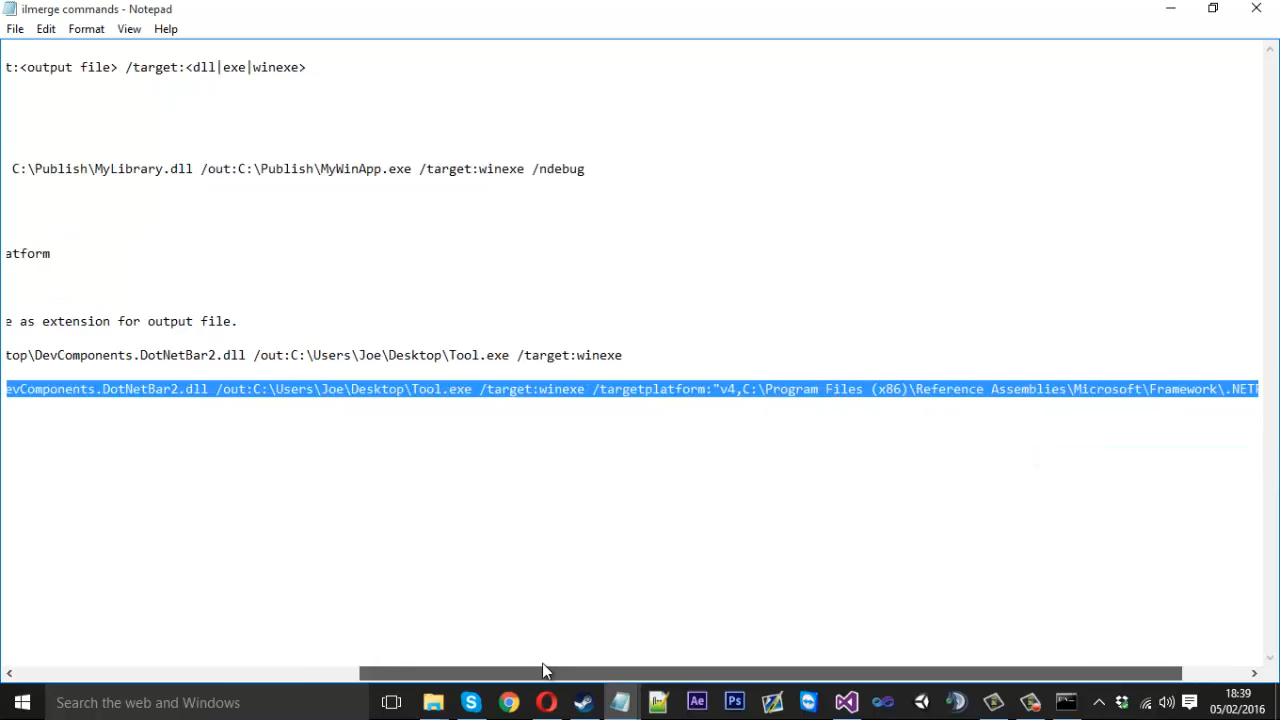 ilmerge commands - Notepad
File Edit Format View Help
t:<output file> /target:<dll|exe|winexe>
C:\Publish\MyLibrary.dll /out:C:\Publish\MyWinApp.exe /target:winexe /ndebug
atform
e as extension for output file.
top\DevComponents.DotNetBar2.dll /out:C:\Users\Joe\Desktop\Tool.exe /target:winexe
evComponents.DotNetBar2.dll /out:C:\Users\Joe\Desktop\Tool.exe /target:winexe /targetplatform:"v4,C:\Program Files (x86)\Reference Assemblies\Microsoft\Framework\.NET
Search the web and Windows
Ae
Ps
18:39
05/02/2016